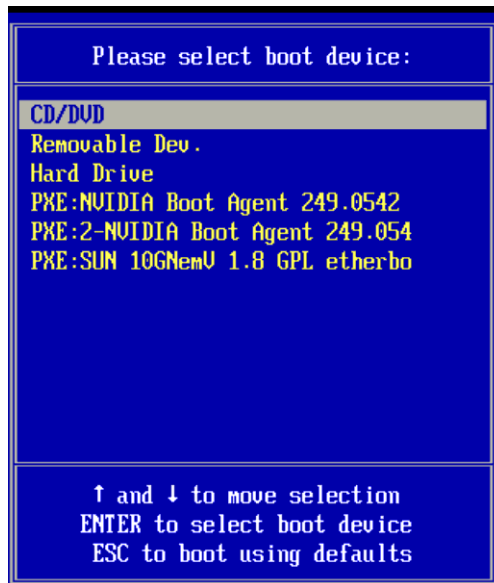 Please select boot device:
CD/DVD
Removable Dev.
Hard Drive
PXE:NVIDIA Boot Agent 249.0542
PXE:2-NVIDIA Boot Agent 249.054
PXE:SUN 10GNemV 1.8 GPL etherbo
↑ and ↓ to move selection
ENTER to select boot device
ESC to boot using defaults